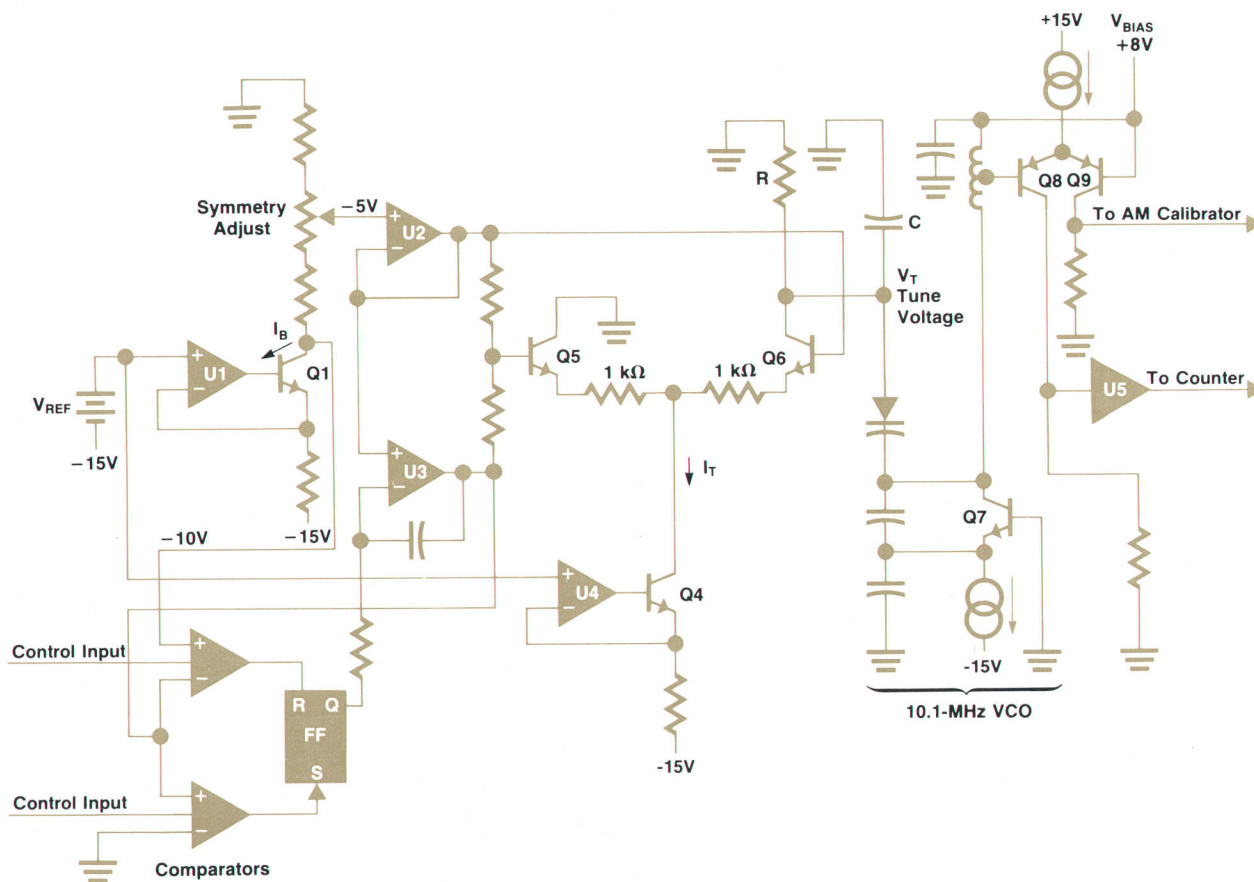 +15V
V_BIAS
+8V
Symmetry
Adjust
−5V
+
−
U2
R
C
Q8
Q9
To AM Calibrator
V_T
Tune
Voltage
I_B
+
−
U1
Q1
V_REF
−15V
−15V
Q5
1 kΩ
1 kΩ
Q6
U5
To Counter
+
−
U3
I_T
−10V
+
−
U4
Q4
Q7
-15V
Control Input
+
−
R
Q
FF
S
-15V
10.1-MHz VCO
Control Input
+
−
Comparators